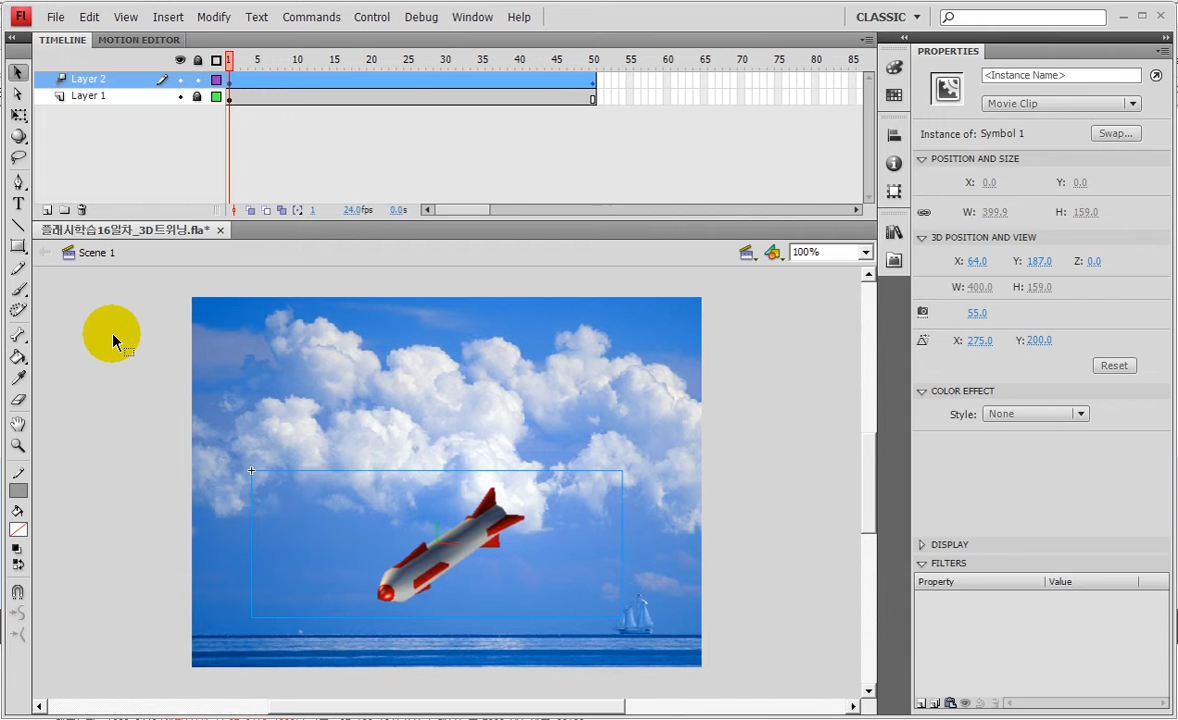 Fl File Edit View Insert Modify Text Commands Control Debug Window Help CLASSIC
TIMELINE MOTION EDITOR
1 5 10 15 20 25 30 35 40 45 50 55 60 65 70 75 80 85
Layer 2
Layer 1
1 24.0fps 0.0s
플래시학습16일차_3D트위닝.fla*
Scene 1 100%
PROPERTIES
<Instance Name>
Movie Clip
Instance of: Symbol 1 Swap...
POSITION AND SIZE
X: 0.0 Y: 0.0
W: 399.9 H: 159.0
3D POSITION AND VIEW
X: 64.0 Y: 187.0 Z: 0.0
W: 400.0 H: 159.0
55.0
X: 275.0 Y: 200.0
Reset
COLOR EFFECT
Style: None
DISPLAY
FILTERS
Property Value